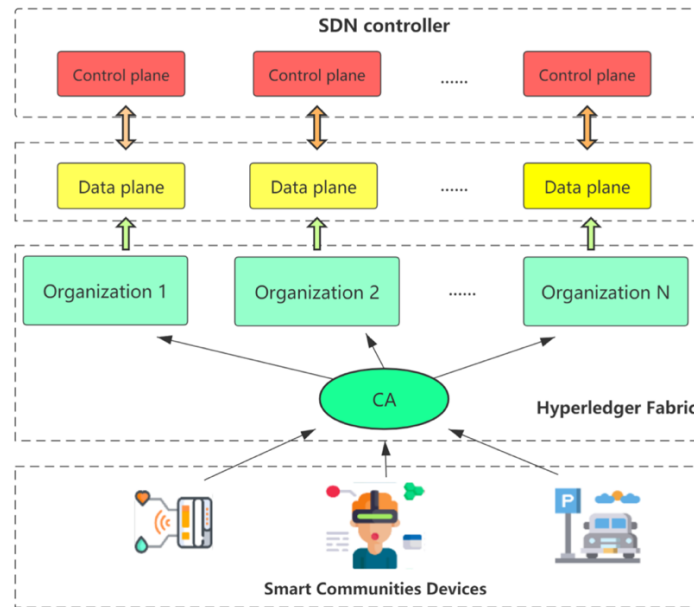 SDN controller
Control plane Control plane ...... Control plane
Data plane Data plane ...... Data plane
Organization 1 Organization 2 ...... Organization N
CA
Hyperledger Fabric
P
Smart Communities Devices